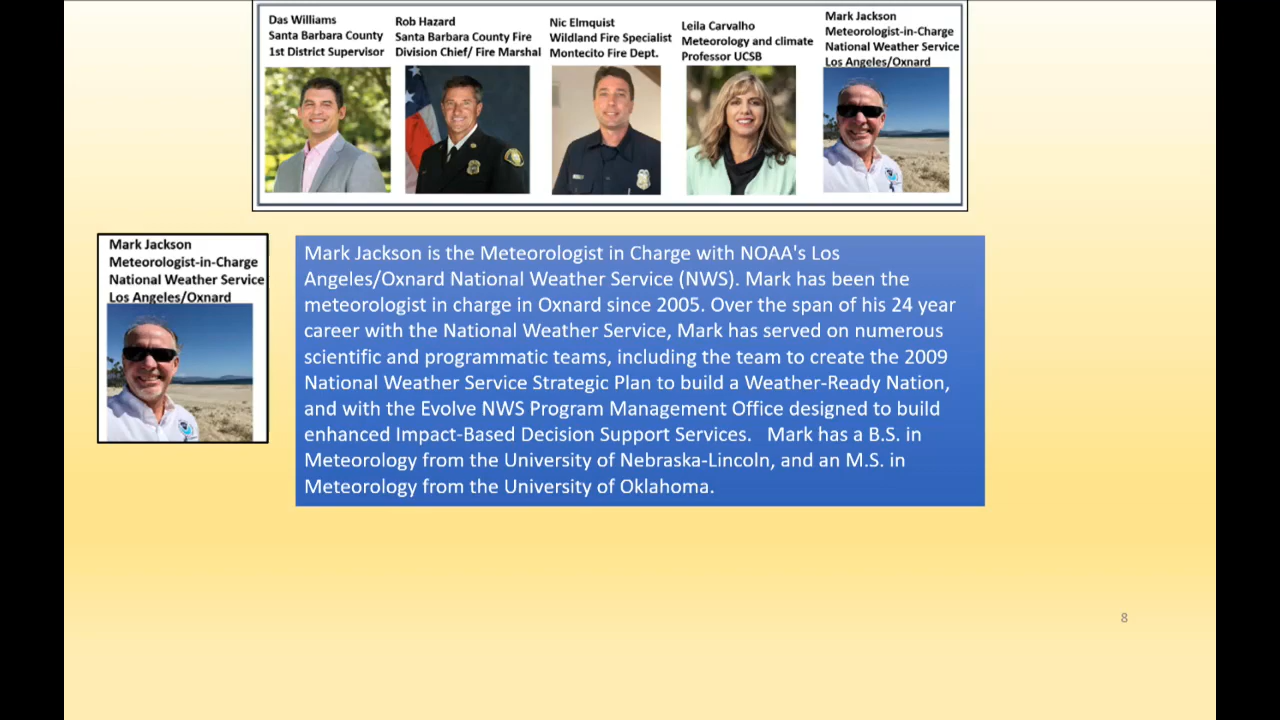 Das Williams
Santa Barbara County
1st District Supervisor
Rob Hazard
Santa Barbara County Fire
Division Chief/ Fire Marshal
Nic Elmquist
Wildland Fire Specialist
Montecito Fire Dept.
Leila Carvalho
Meteorology and climate
Professor UCSB
Mark Jackson
Meteorologist-in-Charge
National Weather Service
Los Angeles/Oxnard
Mark Jackson
Meteorologist-in-Charge
National Weather Service
Los Angeles/Oxnard
Mark Jackson is the Meteorologist in Charge with NOAA's Los
Angeles/Oxnard National Weather Service (NWS). Mark has been the
meteorologist in charge in Oxnard since 2005. Over the span of his 24 year
career with the National Weather Service, Mark has served on numerous
scientific and programmatic teams, including the team to create the 2009
National Weather Service Strategic Plan to build a Weather-Ready Nation,
and with the Evolve NWS Program Management Office designed to build
enhanced Impact-Based Decision Support Services. Mark has a B.S. in
Meteorology from the University of Nebraska-Lincoln, and an M.S. in
Meteorology from the University of Oklahoma.
8